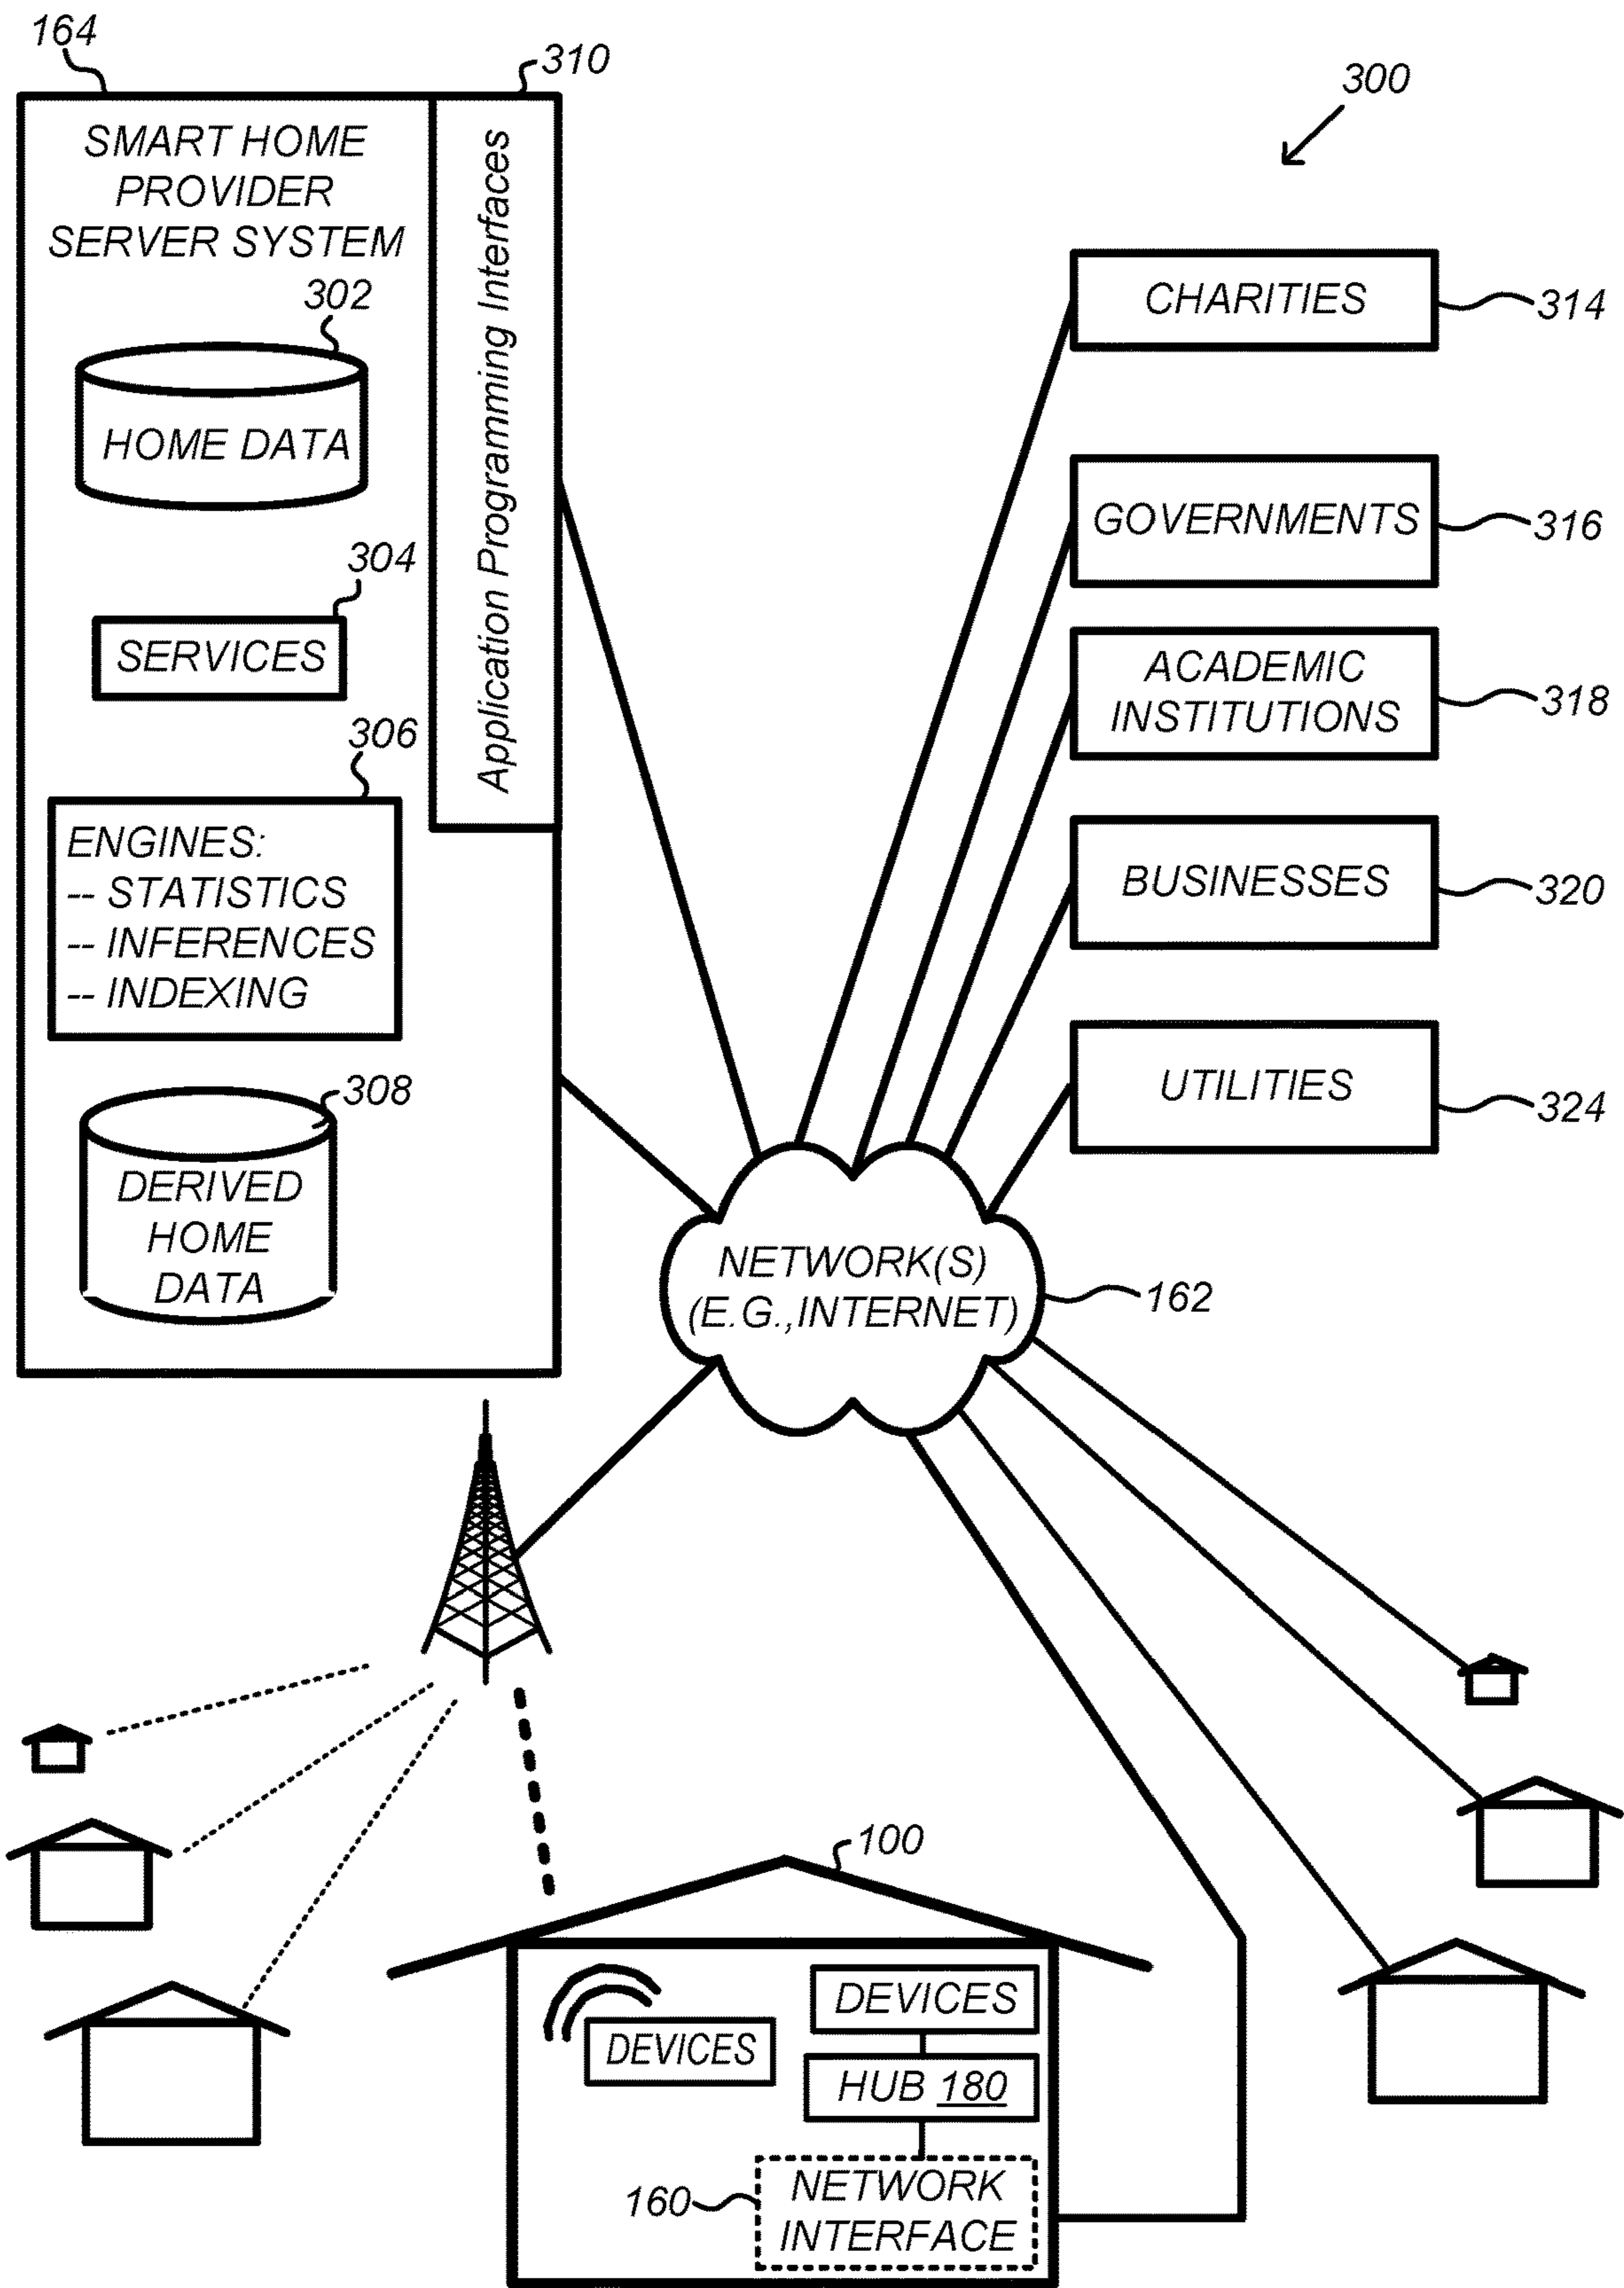 164
310
300
SMART HOME
PROVIDER
SERVER SYSTEM
Application Programming Interfaces
302
HOME DATA
304
SERVICES
306
ENGINES:
-- STATISTICS
-- INFERENCES
-- INDEXING
308
DERIVED
HOME
DATA
CHARITIES
314
GOVERNMENTS
316
ACADEMIC
INSTITUTIONS
318
BUSINESSES
320
UTILITIES
324
NETWORK(S)
(E.G.,INTERNET)
162
100
DEVICES
DEVICES
HUB 180
160
NETWORK
INTERFACE